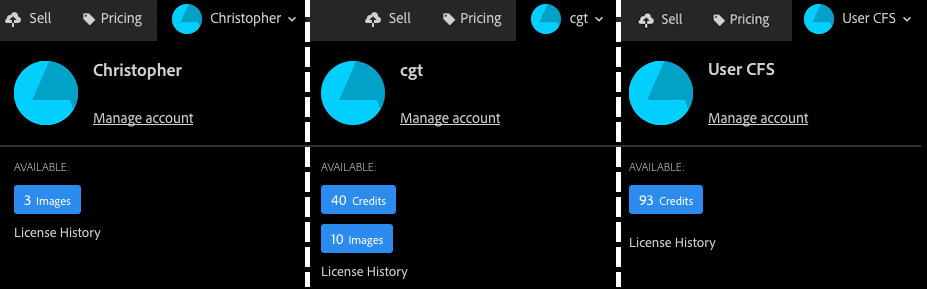 Sell Pricing Christopher
Christopher
Manage account
AVAILABLE:
3 Images
License History
Sell Pricing cgt
cgt
Manage account
AVAILABLE:
40 Credits
10 Images
License History
Sell Pricing User CFS
User CFS
Manage account
AVAILABLE:
93 Credits
License History